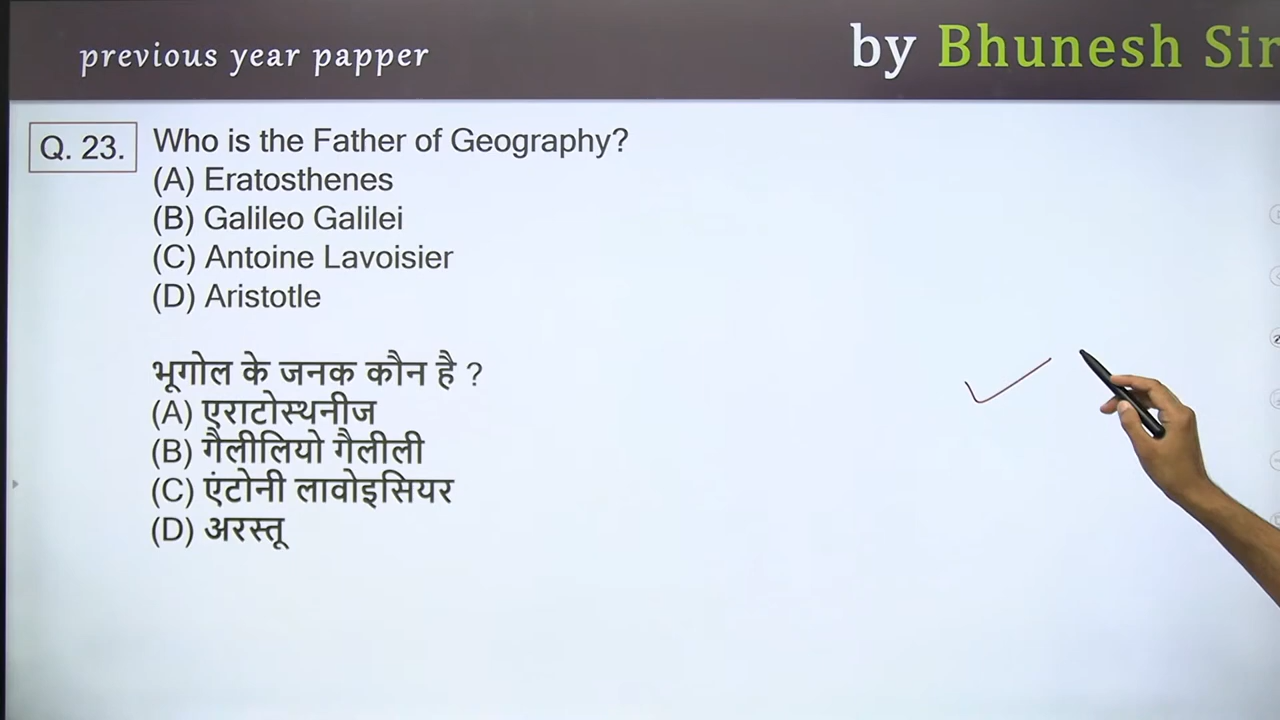 previous year papper
by Bhunesh Sir
Q. 23.
Who is the Father of Geography?
(A) Eratosthenes
(B) Galileo Galilei
(C) Antoine Lavoisier
(D) Aristotle
भूगोल के जनक कौन है ?
(A) एराटोस्थनीज
(B) गैलीलियो गैलीली
(C) एंटोनी लावोइसियर
(D) अरस्तू